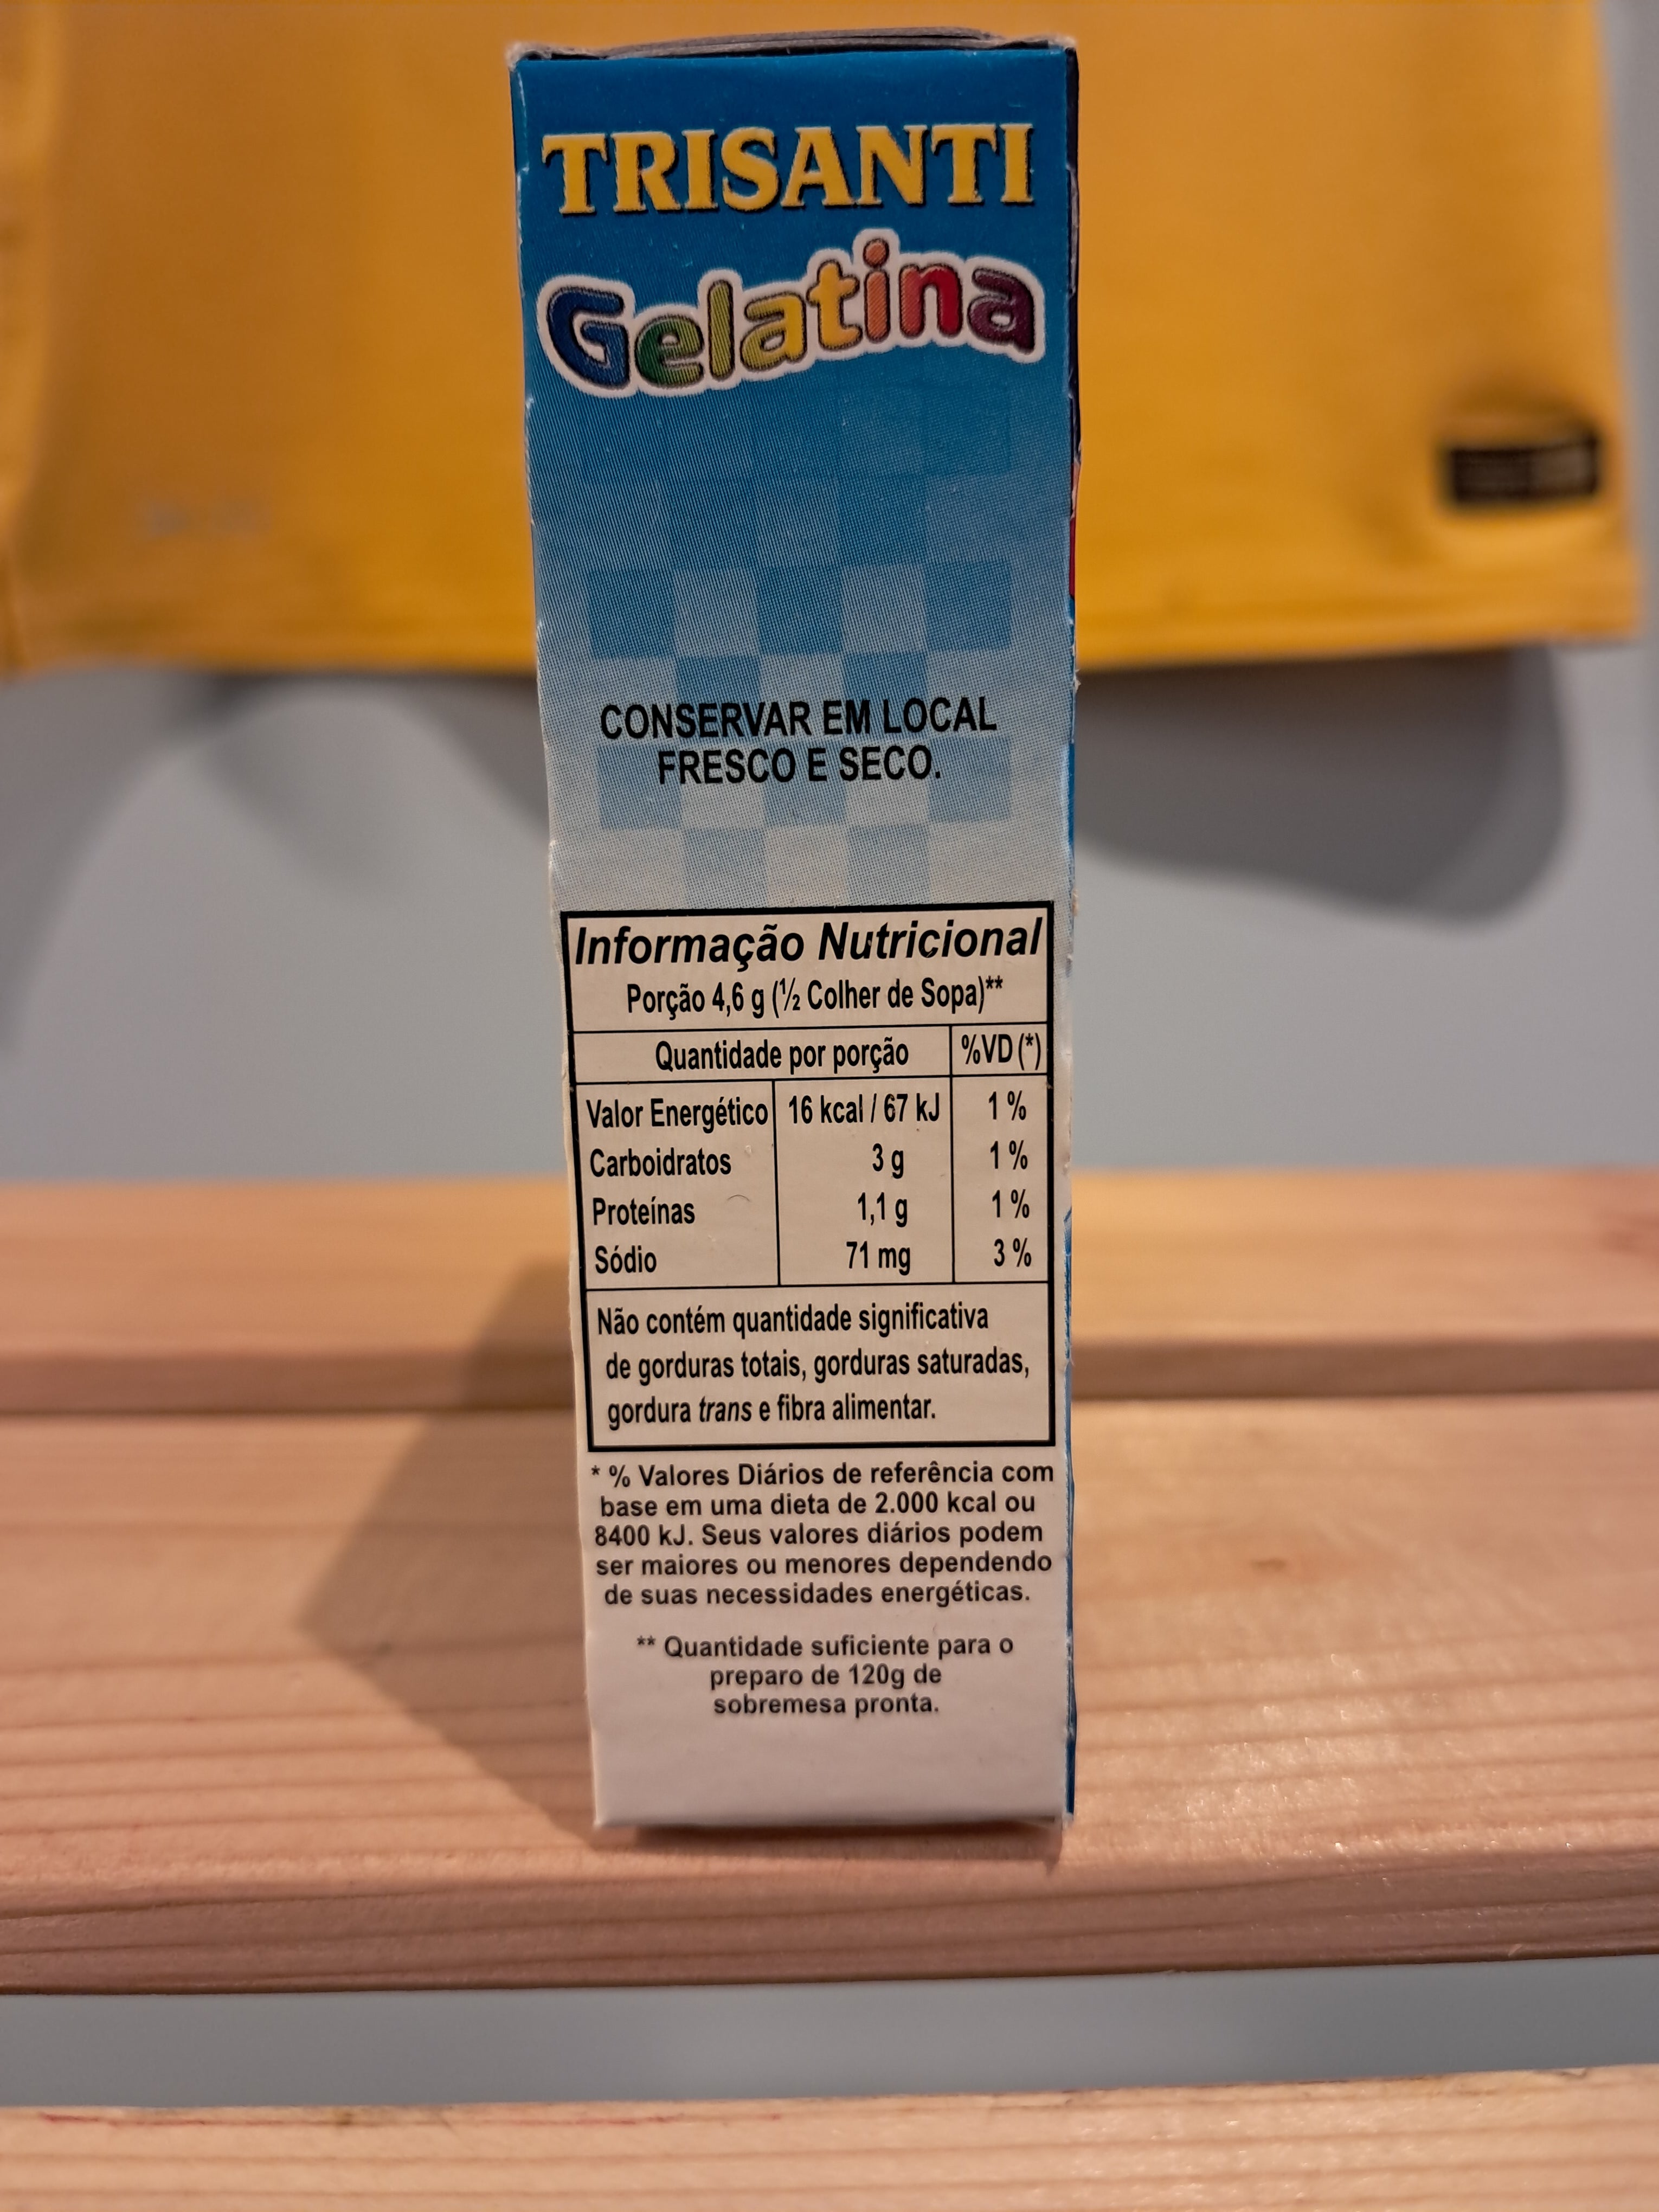 TRISANTI
Gelatina
CONSERVAR EM LOCAL
FRESCO E SECO.
Informação Nutricional
Porção 4,6 g (½ Colher de Sopa)**
Quantidade por porção %VD (*)
Valor Energético 16 kcal / 67 kJ 1 %
Carboidratos 3 g 1 %
Proteínas 1,1 g 1 %
Sódio 71 mg 3 %
Não contém quantidade significativa
de gorduras totais, gorduras saturadas,
gordura trans e fibra alimentar.
* % Valores Diários de referência com
base em uma dieta de 2.000 kcal ou
8400 kJ. Seus valores diários podem
ser maiores ou menores dependendo
de suas necessidades energéticas.
** Quantidade suficiente para o
preparo de 120g de
sobremesa pronta.